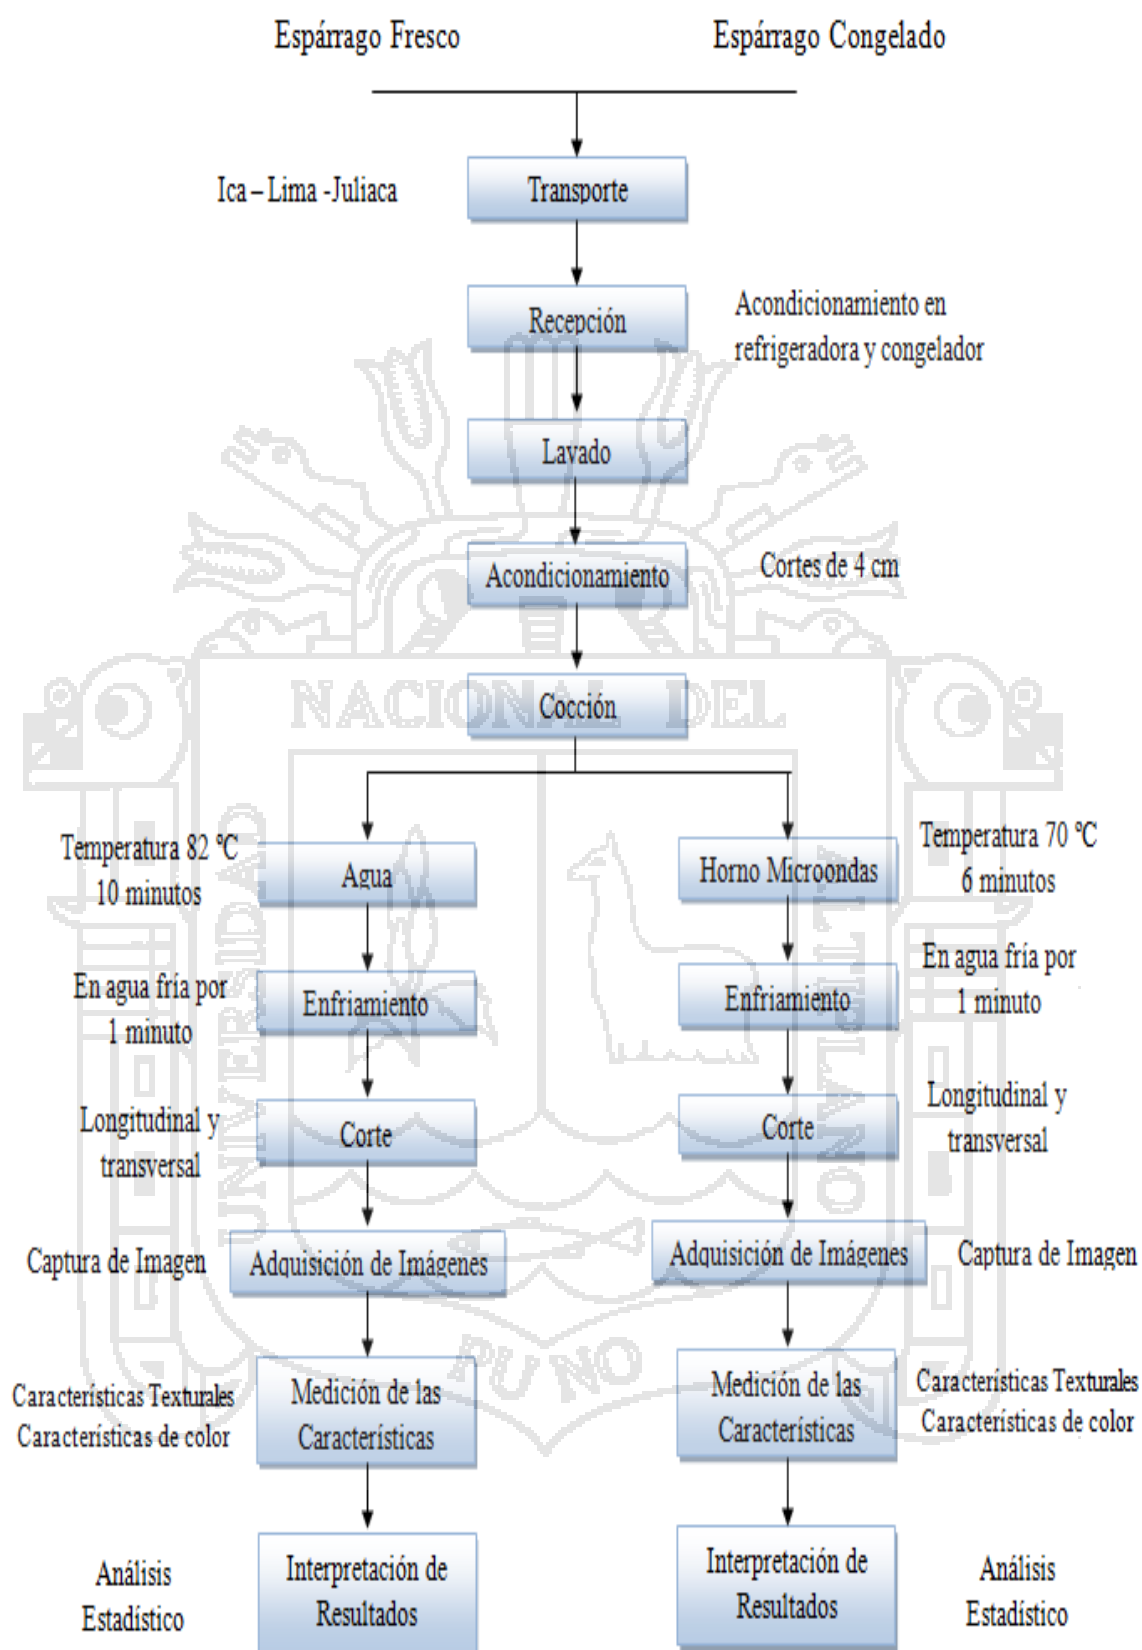 Espárrago Fresco
Espárrago Congelado
Ica – Lima -Juliaca
Transporte
Recepción
Acondicionamiento en
refrigeradora y congelador
Lavado
Acondicionamiento
Cortes de 4 cm
Cocción
NACIONAL DEL
UNIVERSIDAD
ALTIPLANO
PUNO
Temperatura 82 °C
10 minutos
Agua
Horno Microondas
Temperatura 70 °C
6 minutos
En agua fría por
1 minuto
Enfriamiento
Enfriamiento
En agua fría por
1 minuto
Longitudinal y
transversal
Corte
Corte
Longitudinal y
transversal
Captura de Imagen
Adquisición de Imágenes
Adquisición de Imágenes
Captura de Imagen
Características Texturales
Características de color
Medición de las
Características
Medición de las
Características
Características Texturales
Características de color
Análisis
Estadístico
Interpretación de
Resultados
Interpretación de
Resultados
Análisis
Estadístico